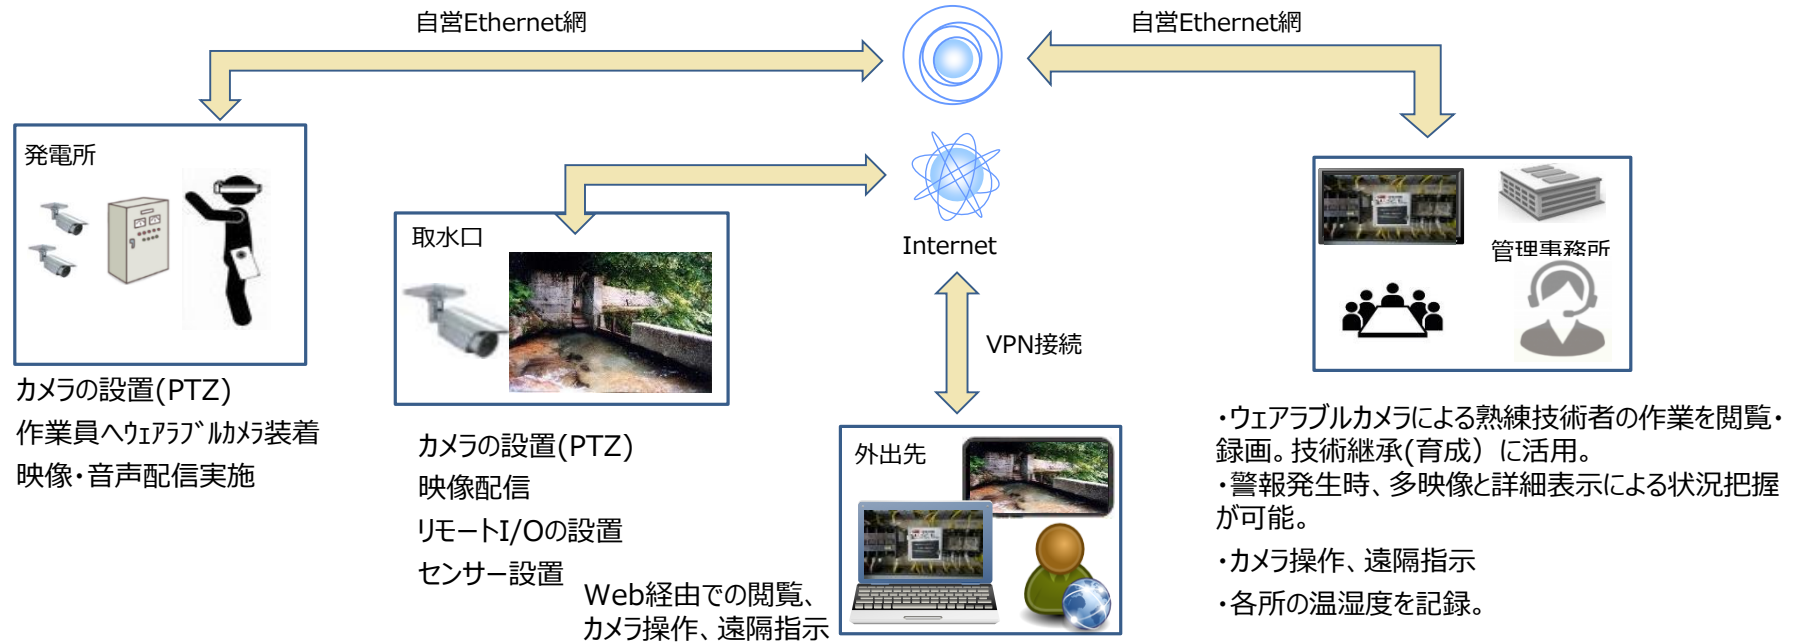 自営Ethernet網
自営Ethernet網
発電所
カメラの設置(PTZ)
作業員へウェアラブルカメラ装着
映像・音声配信実施
取水口
カメラの設置(PTZ)
映像配信
リモートI/Oの設置
センサー設置
Internet
VPN接続
外出先
Web経由での閲覧、
カメラ操作、遠隔指示
管理事務所
・ウェアラブルカメラによる熟練技術者の作業を閲覧・
録画。技術継承(育成）に活用。
・警報発生時、多映像と詳細表示による状況把握
が可能。
・カメラ操作、遠隔指示
・各所の温湿度を記録。